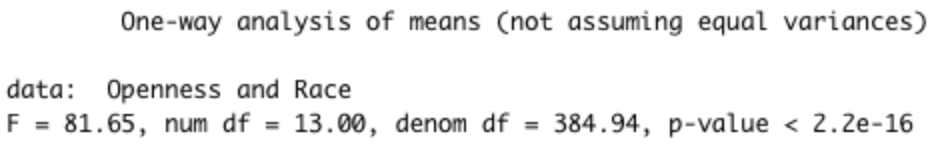 One-way analysis of means (not assuming equal variances)
data:  Openness and Race
F = 81.65, num df = 13.00, denom df = 384.94, p-value < 2.2e-16